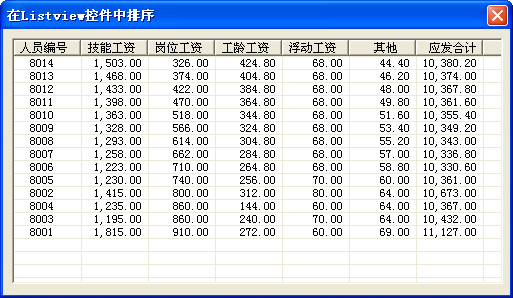 在Listview控件中排序
人员编号 技能工资 岗位工资 工龄工资 浮动工资 其他 应发合计
8014 1,503.00 326.00 424.80 68.00 44.40 10,380.20
8013 1,468.00 374.00 404.80 68.00 46.20 10,374.00
8012 1,433.00 422.00 384.80 68.00 48.00 10,367.80
8011 1,398.00 470.00 364.80 68.00 49.80 10,361.60
8010 1,363.00 518.00 344.80 68.00 51.60 10,355.40
8009 1,328.00 566.00 324.80 68.00 53.40 10,349.20
8008 1,293.00 614.00 304.80 68.00 55.20 10,343.00
8007 1,258.00 662.00 284.80 68.00 57.00 10,336.80
8006 1,223.00 710.00 264.80 68.00 58.80 10,330.60
8005 1,230.00 740.00 256.00 70.00 60.00 10,361.00
8002 1,415.00 800.00 312.00 80.00 64.00 10,673.00
8004 1,235.00 860.00 144.00 60.00 64.00 10,367.00
8003 1,195.00 860.00 240.00 70.00 64.00 10,432.00
8001 1,815.00 910.00 272.00 60.00 69.00 11,127.00